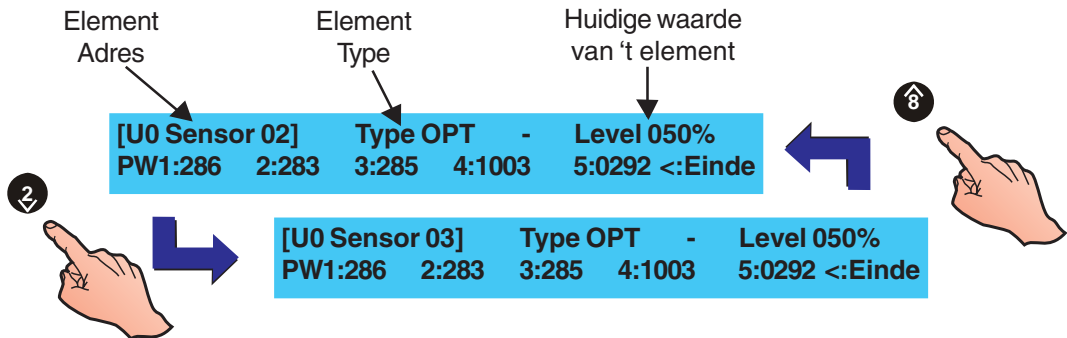 Element
Adres
Element
Type
Huidige waarde
van ‘t element
8
[U0 Sensor 02] Type OPT - Level 050%
PW1:286 2:283 3:285 4:1003 5:0292 <:Einde
2
[U0 Sensor 03] Type OPT - Level 050%
PW1:286 2:283 3:285 4:1003 5:0292 <:Einde